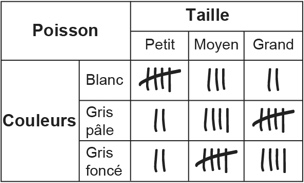 Poisson
Taille
Petit Moyen Grand
Couleurs
Blanc
Gris
pâle
Gris
foncé